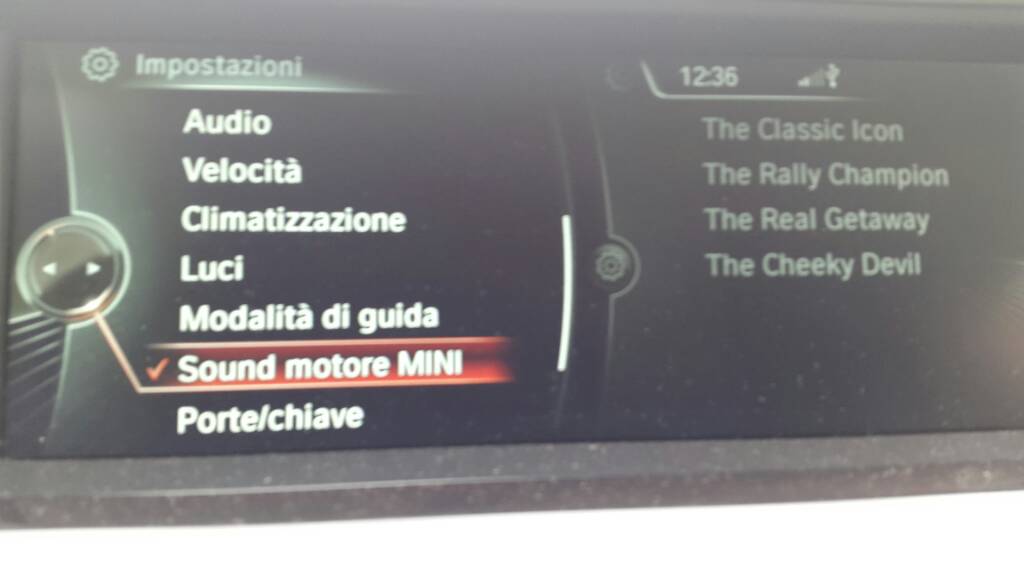 Impostazioni
Audio
Velocità
Climatizzazione
Luci
Modalità di guida
Sound motore MINI
Porte/chiave
12:36
The Classic Icon
The Rally Champion
The Real Getaway
The Cheeky Devil